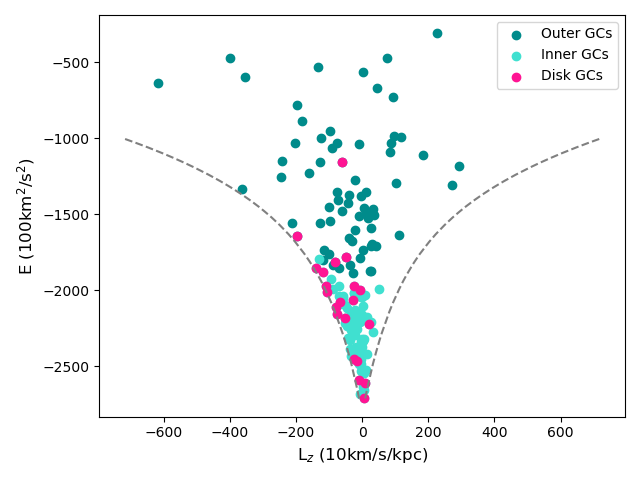 Outer GCs
Inner GCs
Disk GCs
−500
−1000
−1500
−2000
−2500
E (100km²/s²)
−600 −400 −200 0 200 400 600
L_z (10km/s/kpc)